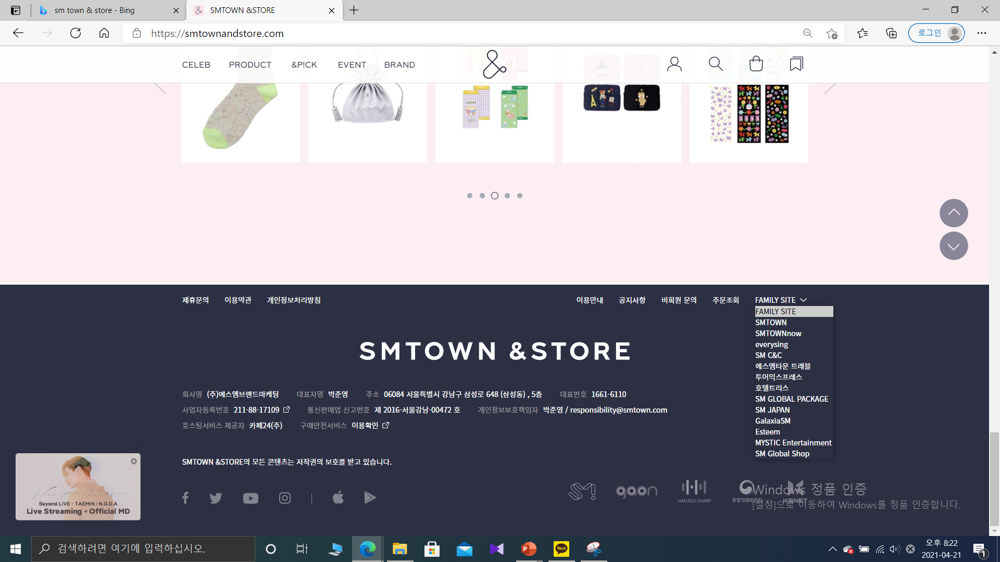 sm town & store - Bing
SMTOWN &STORE
https://smtownandstore.com
로그인
CELEB PRODUCT &P!CK EVENT BRAND
제휴문의 이용약관 개인정보처리방침 이용안내 공지사항 비회원 문의 주문조회 FAMILY SITE
FAMILY SITE
SMTOWN
SMTOWNnow
everysing
SM C&C
에스엠타운 트래블
투어익스프레스
호텔트리스
SM GLOBAL PACKAGE
SM JAPAN
GalaxiaSM
Esteem
MYSTIC Entertainment
SM Global Shop
SMTOWN &STORE
회사명 (주)에스엠브랜드마케팅 대표자명 박준영 주소 06084 서울특별시 강남구 삼성로 648 (삼성동) , 5층 대표번호 1661-6110
사업자등록번호 211-88-17109 통신판매업 신고번호 제 2016-서울강남-00472 호 개인정보보호책임자 박준영 / responsibility@smtown.com
호스팅서비스 제공자 카페24(주) 구매안전서비스 이용확인
SMTOWN &STORE의 모든 콘텐츠는 저작권의 보호를 받고 있습니다.
Beyond LIVE - TAEMIN : N.G.D.A
Live Streaming + Official MD
SM!
gaon
HANTEO CHART
공정거래위원회
KSNET
Windows 정품 인증
[설정]으로 이동하여 Windows를 정품 인증합니다.
검색하려면 여기에 입력하십시오.
TALK
오후 8:22
2021-04-21
1